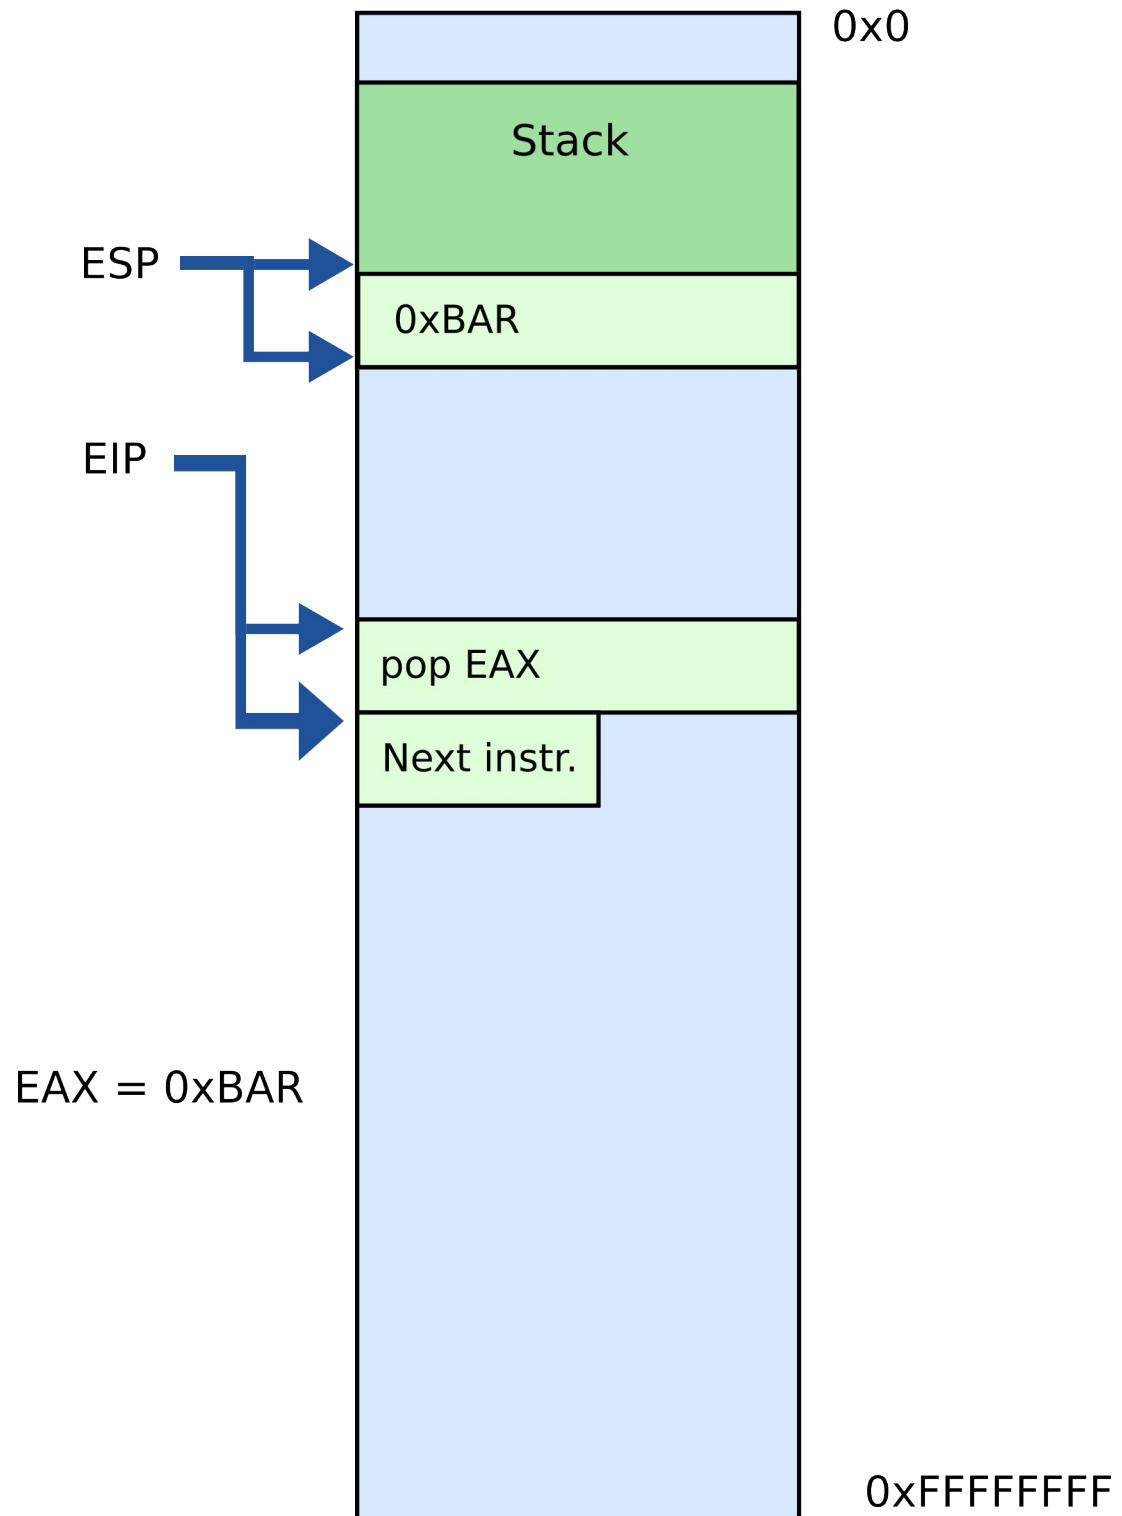 0x0
Stack
ESP
0xBAR
EIP
pop EAX
Next instr.
EAX = 0xBAR
0xFFFFFFFF